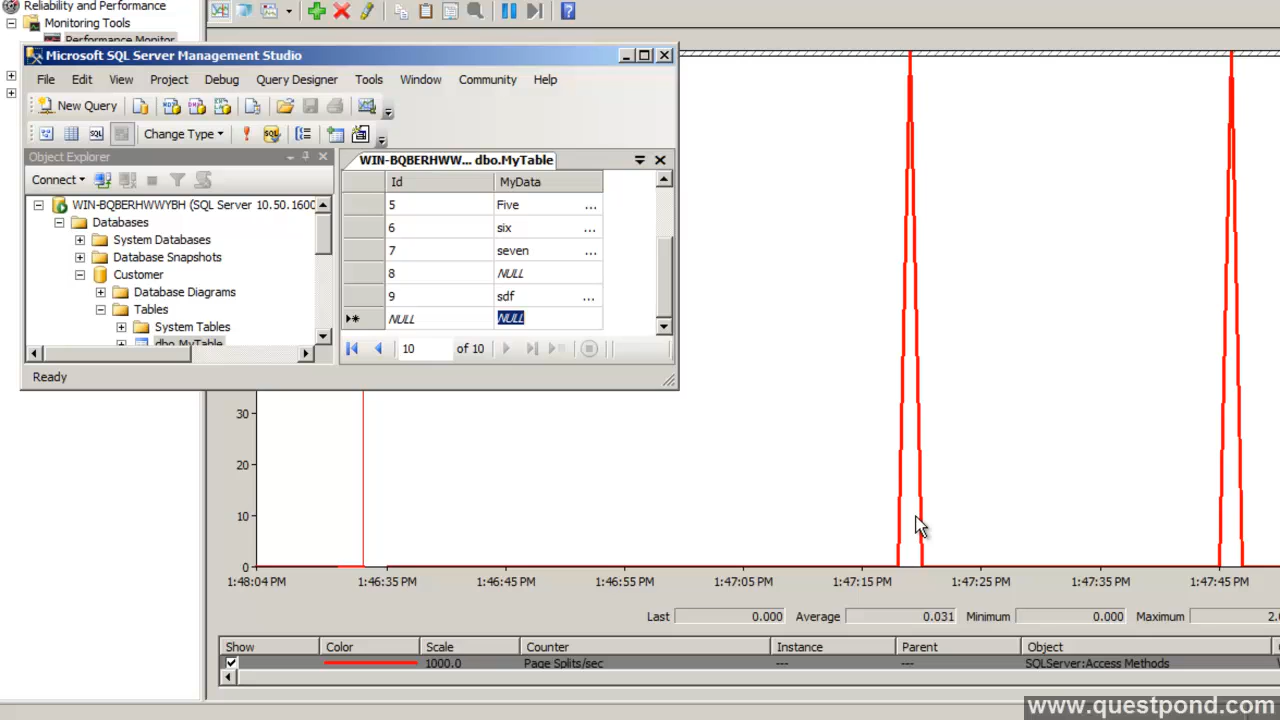 Reliability and Performance
Monitoring Tools
Performance Monitor
Microsoft SQL Server Management Studio
File Edit View Project Debug Query Designer Tools Window Community Help
New Query
Change Type
Object Explorer
WIN-BQBERHWW... dbo.MyTable
Connect
Id MyData
WIN-BQBERHWWYBH (SQL Server 10.50.1600
5 Five ...
Databases
6 six ...
System Databases
7 seven ...
Database Snapshots
8 NULL
Customer
9 sdf ...
Database Diagrams
NULL NULL
Tables
System Tables
dbo.MyTable
10 of 10
Ready
30
20
10
0
1:48:04 PM 1:46:35 PM 1:46:45 PM 1:46:55 PM 1:47:05 PM 1:47:15 PM 1:47:25 PM 1:47:35 PM 1:47:45 PM
Last 0.000 Average 0.031 Minimum 0.000 Maximum 2.
Show Color Scale Counter Instance Parent Object
1000.0 Page Splits/sec --- --- SQLServer:Access Methods
www.questpond.com